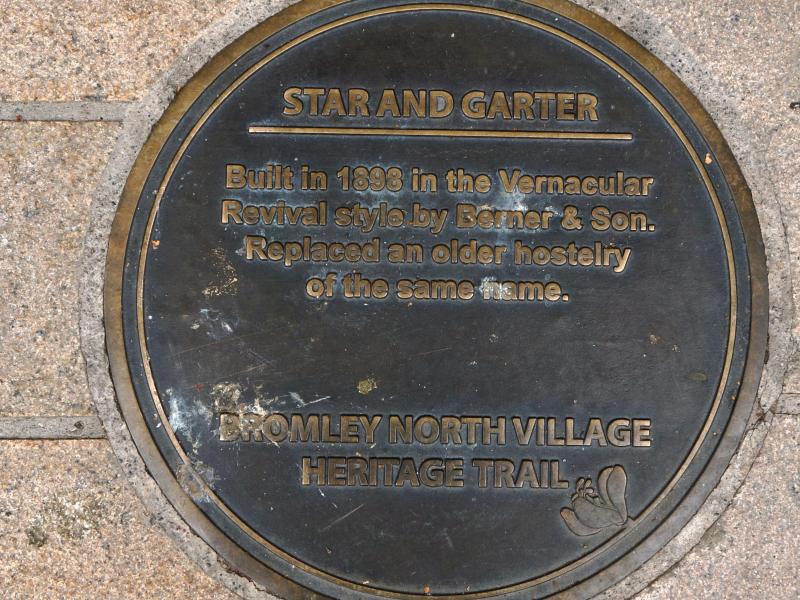 STAR AND GARTER
Built in 1898 in the Vernacular
Revival style by Berner & Son.
Replaced an older hostelry
of the same name.
BROMLEY NORTH VILLAGE
HERITAGE TRAIL